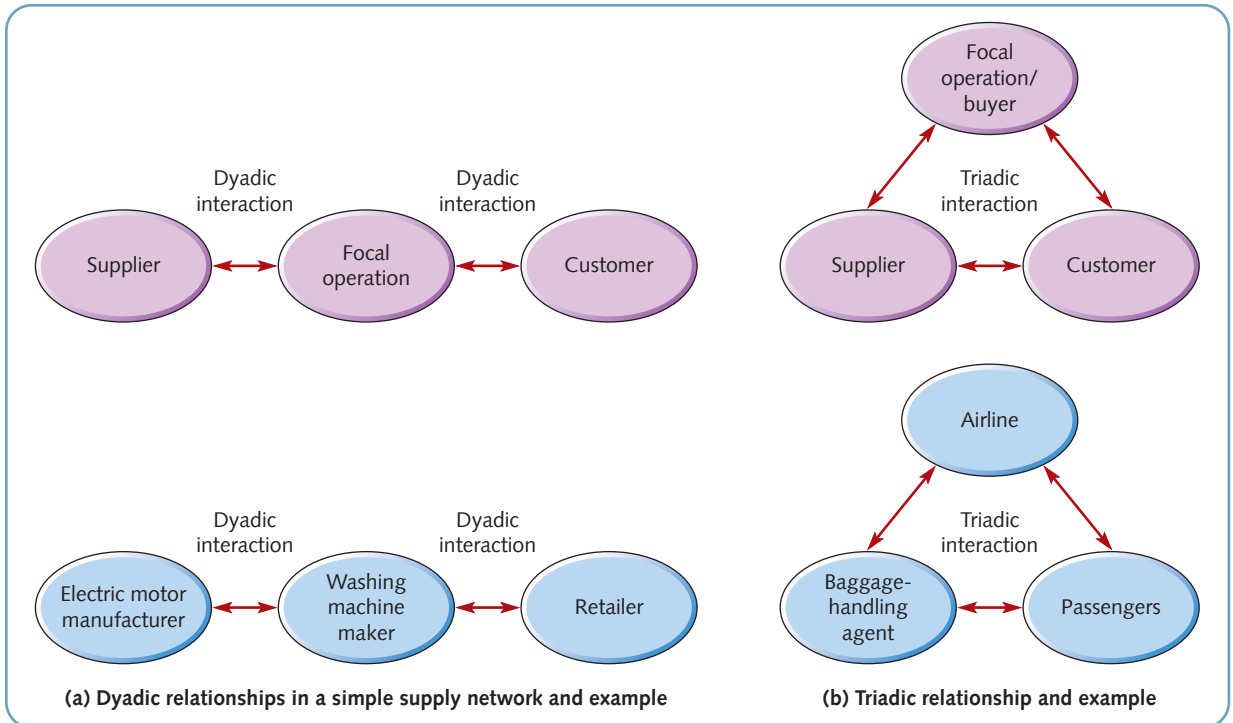 Dyadic
interaction
Dyadic
interaction
Supplier
Focal
operation
Customer
Focal
operation/
buyer
Triadic
interaction
Supplier
Customer
Dyadic
interaction
Dyadic
interaction
Electric motor
manufacturer
Washing
machine
maker
Retailer
Airline
Triadic
interaction
Baggage-
handling
agent
Passengers
(a) Dyadic relationships in a simple supply network and example
(b) Triadic relationship and example